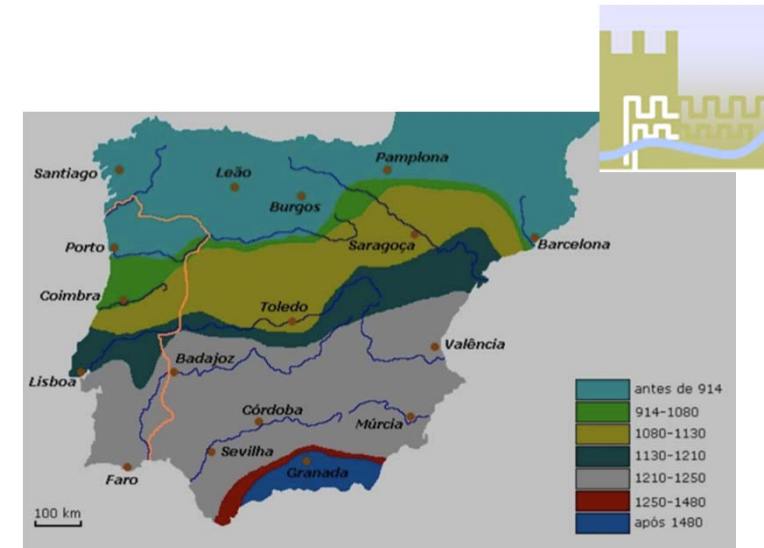 Santiago
Leão
Burgos
Pamplona
Porto
Saragoça
Barcelona
Coimbra
Toledo
Lisboa
Badajoz
Valência
Córdoba
Múrcia
Sevilha
Faro
Granada
100 km
antes de 914
914-1080
1080-1130
1130-1210
1210-1250
1250-1480
após 1480